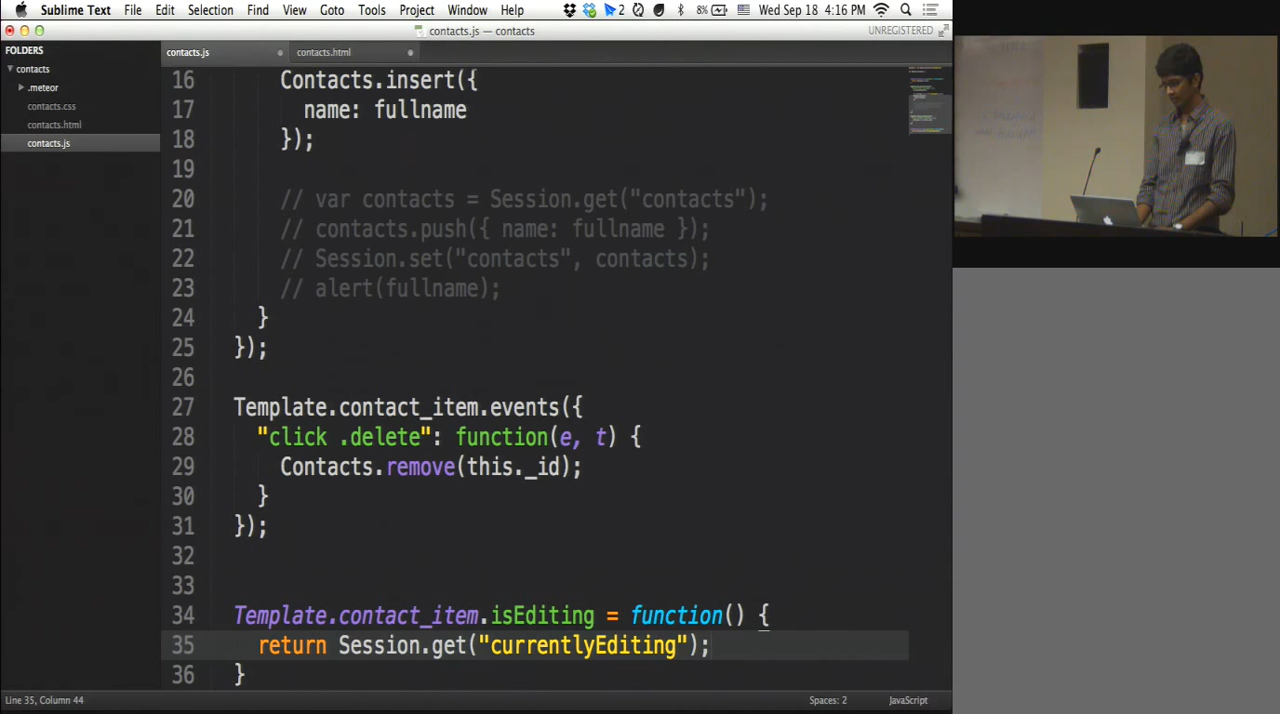 Sublime Text File Edit Selection Find View Goto Tools Project Window Help 2 8% Wed Sep 18 4:16 PM
contacts.js — contacts UNREGISTERED
FOLDERS
contacts
.meteor
contacts.css
contacts.html
contacts.js
contacts.js contacts.html
16 Contacts.insert({
17 name: fullname
18 });
19
20 // var contacts = Session.get("contacts");
21 // contacts.push({ name: fullname });
22 // Session.set("contacts", contacts);
23 // alert(fullname);
24 }
25 });
26
27 Template.contact_item.events({
28 "click .delete": function(e, t) {
29 Contacts.remove(this._id);
30 }
31 });
32
33
34 Template.contact_item.isEditing = function() {
35 return Session.get("currentlyEditing");
36 }
Line 35, Column 44 Spaces: 2 JavaScript